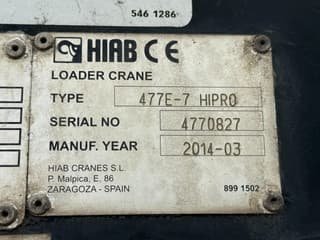 546 1286
HIAB CE
LOADER CRANE
TYPE 477E-7 HIPRO
SERIAL NO 4770827
MANUF. YEAR 2014-03
HIAB CRANES S.L.
P. Malpica, E. 86
ZARAGOZA - SPAIN 899 1502